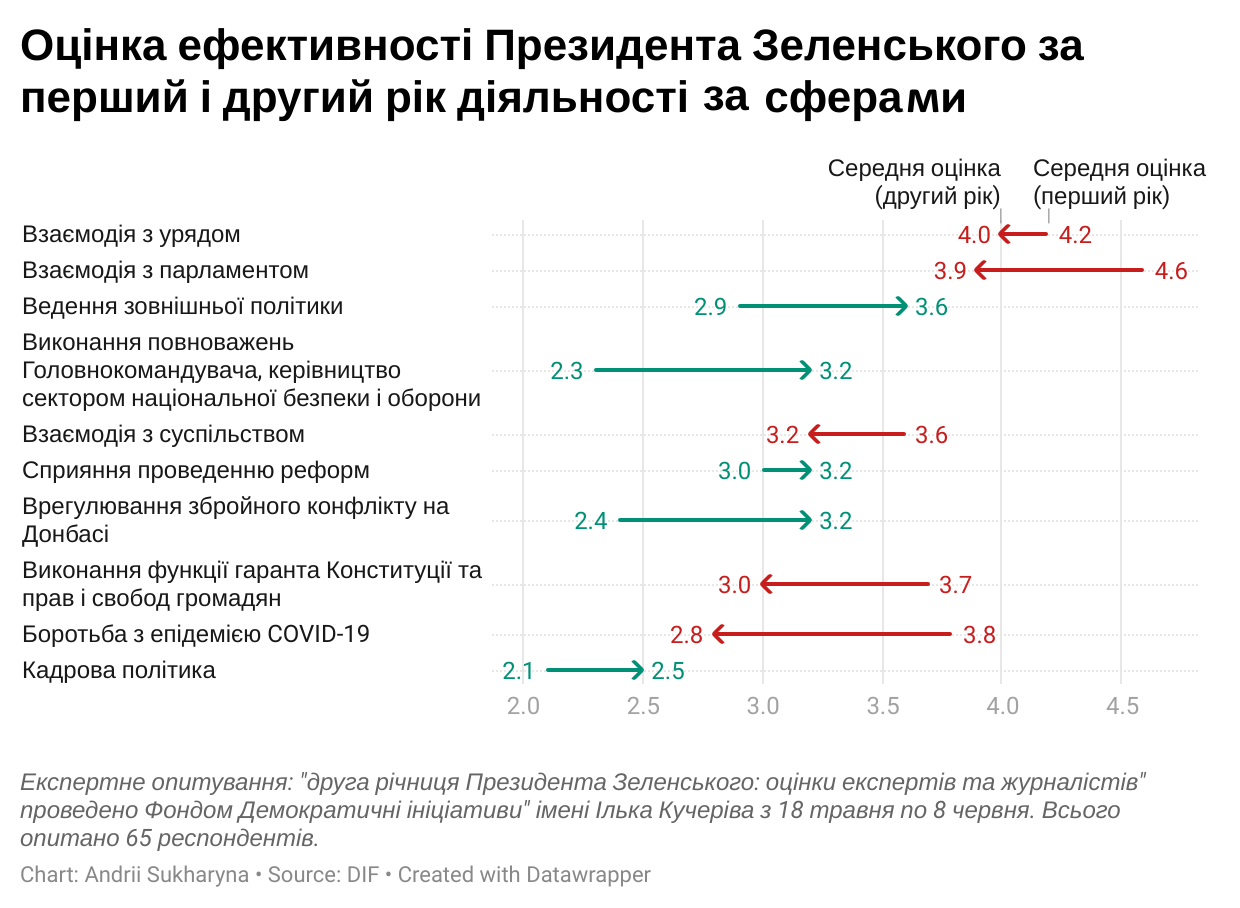 Оцінка ефективності Президента Зеленського за
перший і другий рік діяльності за сферами
Середня оцінка
(другий рік)
Середня оцінка
(перший рік)
Взаємодія з урядом
4.0 4.2
Взаємодія з парламентом
3.9 4.6
Ведення зовнішньої політики
2.9 3.6
Виконання повноважень
Головнокомандувача, керівництво
сектором національної безпеки і оборони
2.3 3.2
Взаємодія з суспільством
3.2 3.6
Сприяння проведенню реформ
3.0 3.2
Врегулювання збройного конфлікту на
Донбасі
2.4 3.2
Виконання функції гаранта Конституції та
прав і свобод громадян
3.0 3.7
Боротьба з епідемією COVID-19
2.8 3.8
Кадрова політика
2.1 2.5
2.0 2.5 3.0 3.5 4.0 4.5
Експертне опитування: "друга річниця Президента Зеленського: оцінки експертів та журналістів"
проведено Фондом Демократичні ініціативи" імені Ілька Кучеріва з 18 травня по 8 червня. Всього
опитано 65 респондентів.
Chart: Andrii Sukharyna • Source: DIF • Created with Datawrapper